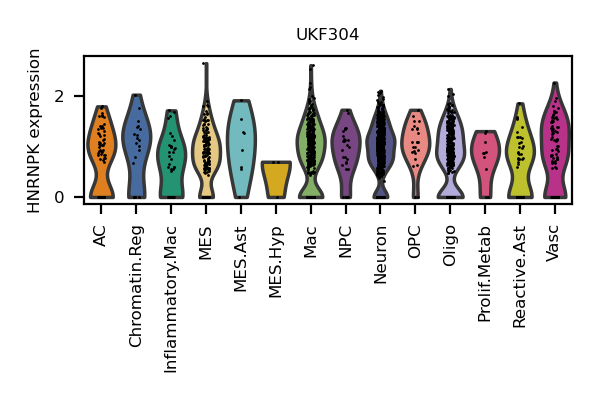 UKF304
HNRNPK expression
2
0
AC
Chromatin.Reg
Inflammatory.Mac
MES
MES.Ast
MES.Hyp
Mac
NPC
Neuron
OPC
Oligo
Prolif.Metab
Reactive.Ast
Vasc